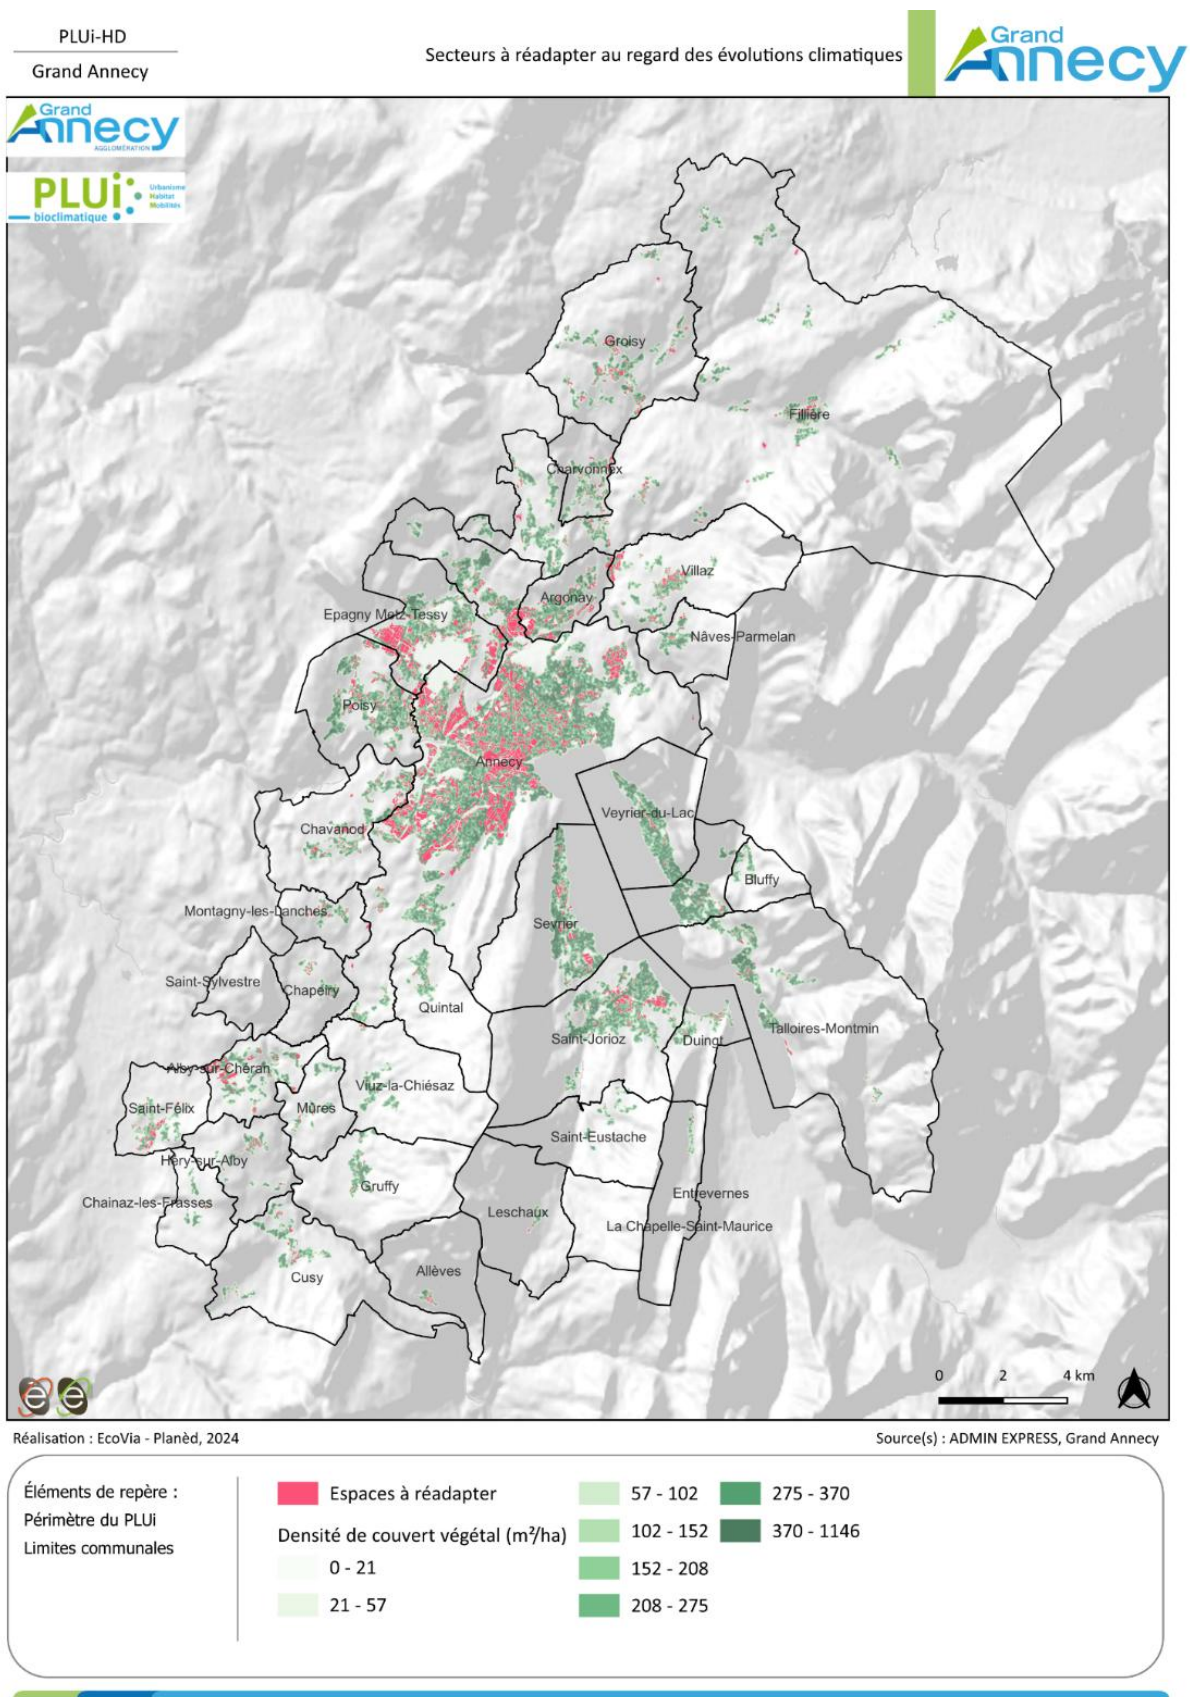 PLUi-HD
Grand Annecy
Secteurs à réadapter au regard des évolutions climatiques
Grand
Annecy
Grand
Annecy
AGGLOMÉRATION
PLUi
bioclimatique
Urbanisme
Habitat
Mobilités
Groisy
Fillière
Charvonnex
Villaz
Argonay
Epagny Metz-Tessy
Nâves-Parmelan
Poisy
Annecy
Veyrier-du-Lac
Chavanod
Bluffy
Montagny-les-Lanches
Sevrier
Saint-Sylvestre
Chapeiry
Quintal
Talloires-Montmin
Saint-Jorioz
Duingt
Alby-sur-Chéran
Viuz-la-Chiésaz
Saint-Félix
Mûres
Saint-Eustache
Héry-sur-Alby
Gruffy
Entrevernes
Chainaz-les-Frasses
Leschaux
La Chapelle-Saint-Maurice
Allèves
Cusy
0 2 4 km
Réalisation : EcoVia - Planèd, 2024
Source(s) : ADMIN EXPRESS, Grand Annecy
Éléments de repère :
Périmètre du PLUi
Limites communales
Espaces à réadapter
Densité de couvert végétal (m²/ha)
0 - 21
21 - 57
57 - 102
102 - 152
152 - 208
208 - 275
275 - 370
370 - 1146